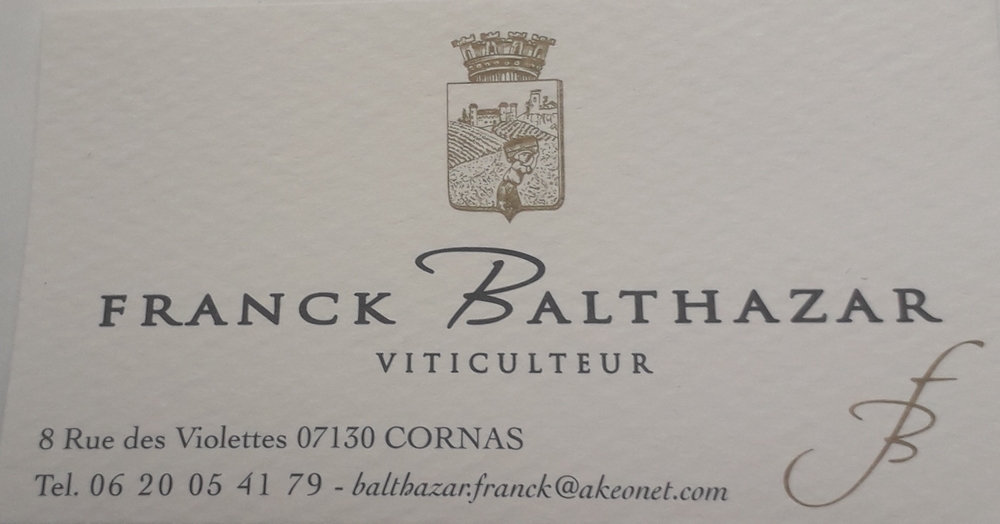 FRANCK BALTHAZAR
VITICULTEUR
fB
8 Rue des Violettes 07130 CORNAS
Tel. 06 20 05 41 79 - balthazar.franck@akeonet.com